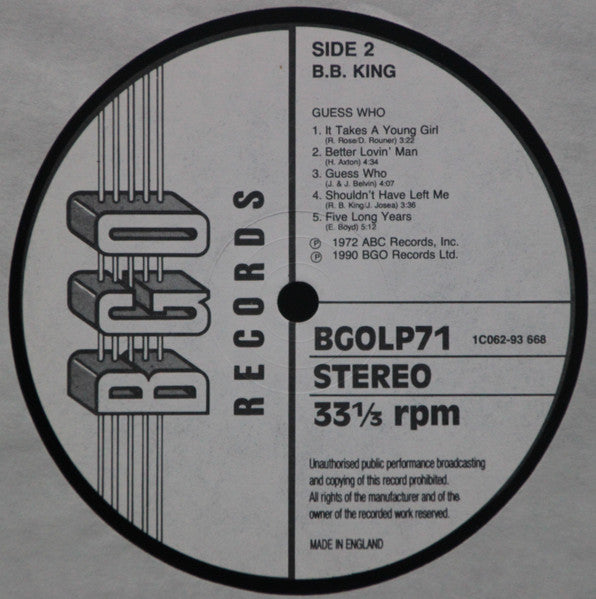 BGO
RECORDS
SIDE 2
B.B. KING
GUESS WHO
1. It Takes A Young Girl
(R. Rose/D. Rouner) 3:22
2. Better Lovin' Man
(H. Axton) 4:34
3. Guess Who
(J. & J. Belvin) 4:07
4. Shouldn't Have Left Me
(R. B. King/J. Josea) 3:36
5. Five Long Years
(E. Boyd) 5:12
Ⓟ 1972 ABC Records, Inc.
Ⓟ 1990 BGO Records Ltd.
BGOLP71 1C062-93 668
STEREO
33⅓ rpm
Unauthorised public performance broadcasting
and copying of this record prohibited.
All rights of the manufacturer and of the
owner of the recorded work reserved.
MADE IN ENGLAND